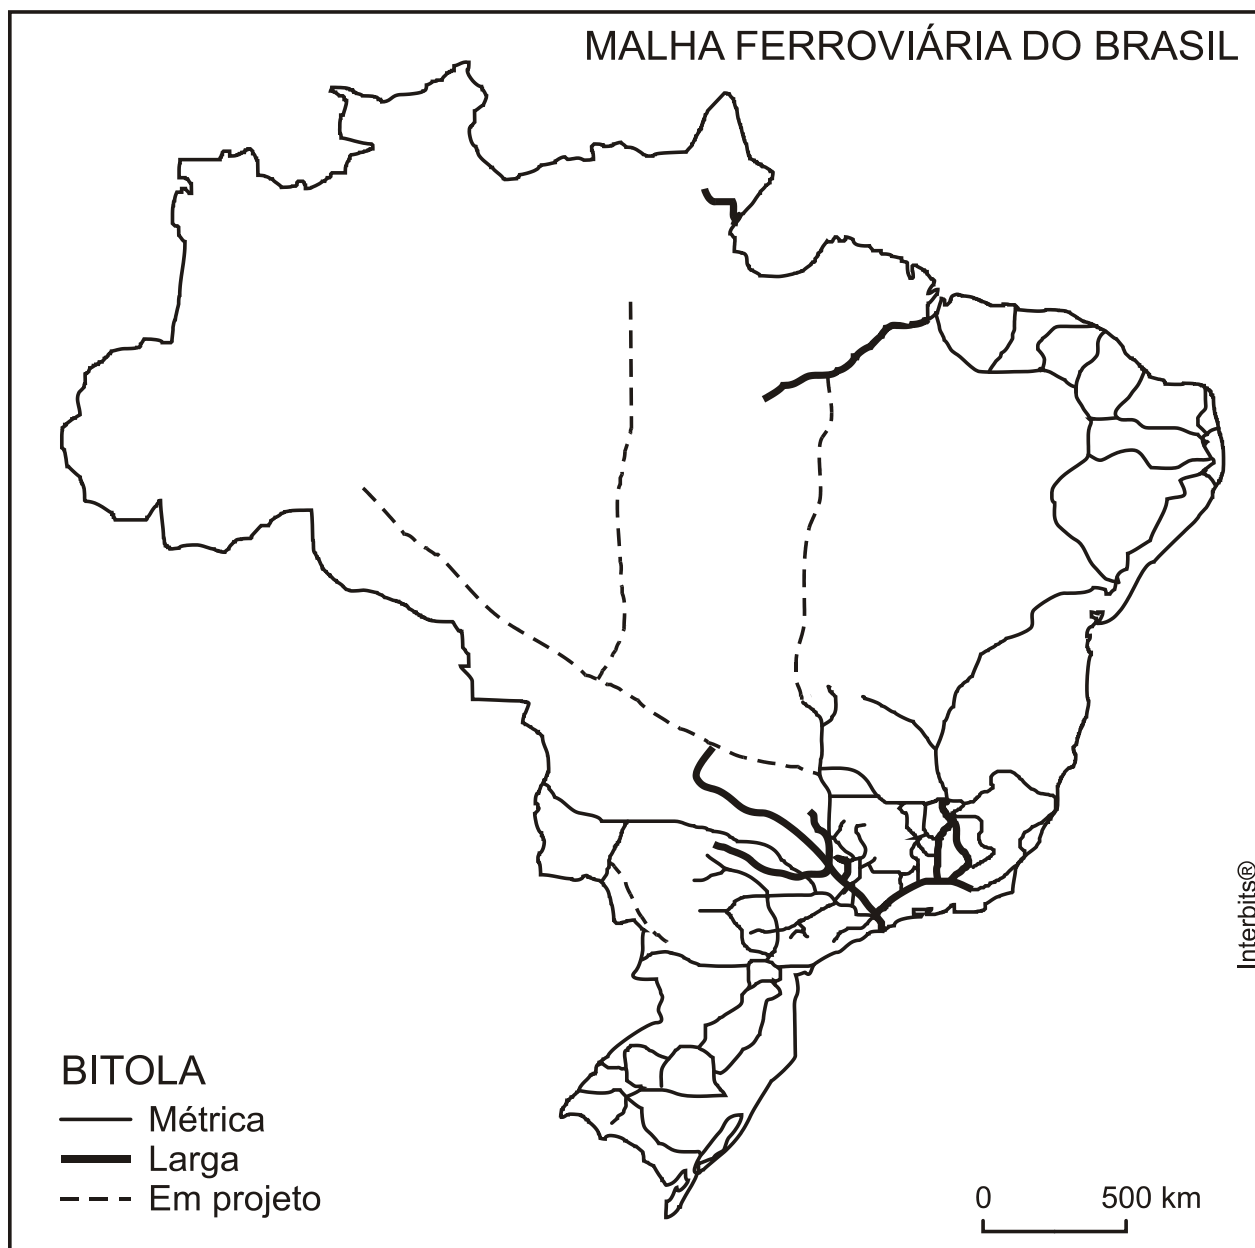 MALHA FERROVIÁRIA DO BRASIL
BITOLA
Métrica
Larga
Em projeto
0 500 km
Interbits®